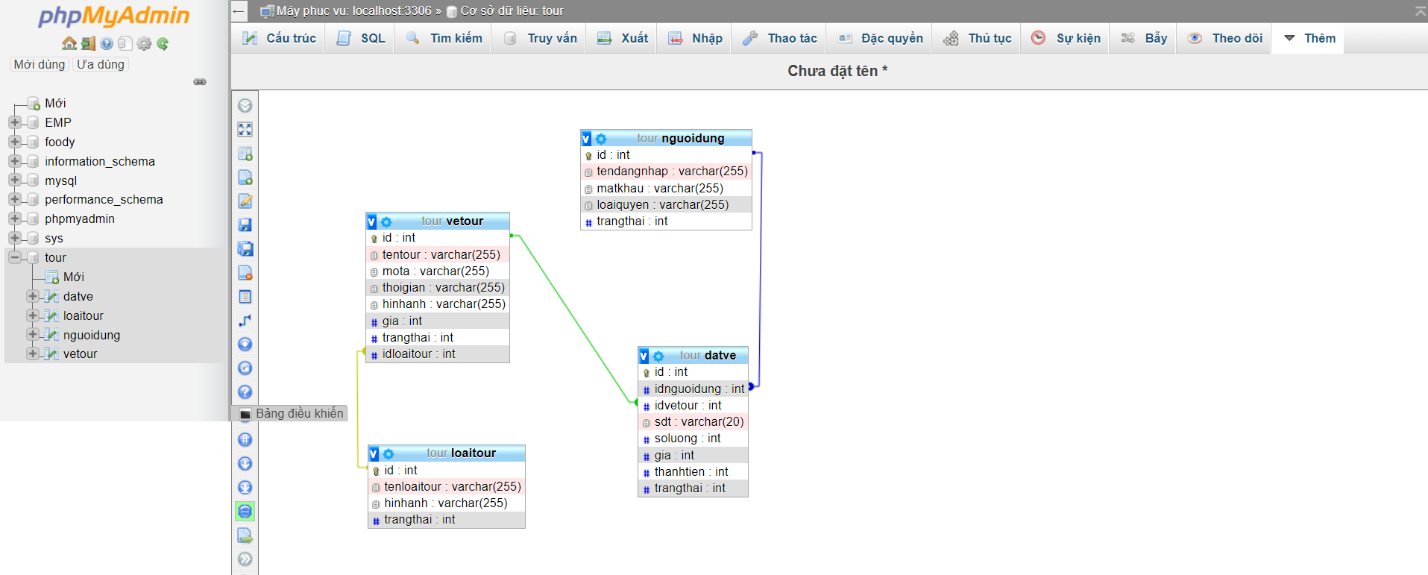 phpMyAdmin
Mới dùng Ưa dùng
Mới
EMP
foody
information_schema
mysql
performance_schema
phpmyadmin
sys
tour
Mới
datve
loaitour
nguoidung
vetour
Máy phục vụ: localhost:3306 » Cơ sở dữ liệu: tour
Cấu trúc SQL Tìm kiếm Truy vấn Xuất Nhập Thao tác Đặc quyền Thủ tục Sự kiện Bẫy Theo dõi Thêm
Chưa đặt tên *
tour nguoidung
id : int
tendangnhap : varchar(255)
matkhau : varchar(255)
loaiquyen : varchar(255)
trangthai : int
tour vetour
id : int
tentour : varchar(255)
mota : varchar(255)
thoigian : varchar(255)
hinhanh : varchar(255)
gia : int
trangthai : int
idloaitour : int
tour datve
id : int
idnguoidung : int
idvetour : int
sdt : varchar(20)
soluong : int
gia : int
thanhtien : int
trangthai : int
Bảng điều khiển
tour loaitour
id : int
tenloaitour : varchar(255)
hinhanh : varchar(255)
trangthai : int